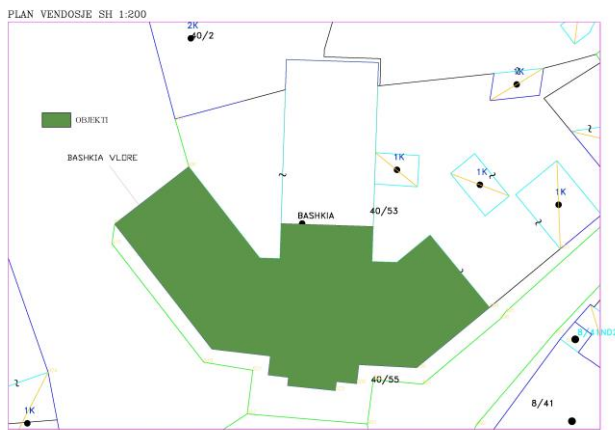 PLAN VENDOSJE SH 1:200
2K
40/2
2K
OBJEKTI
BASHKIA VLORE
1K
1K
1K
BASHKIA
40/53
40/55
8/41
1K